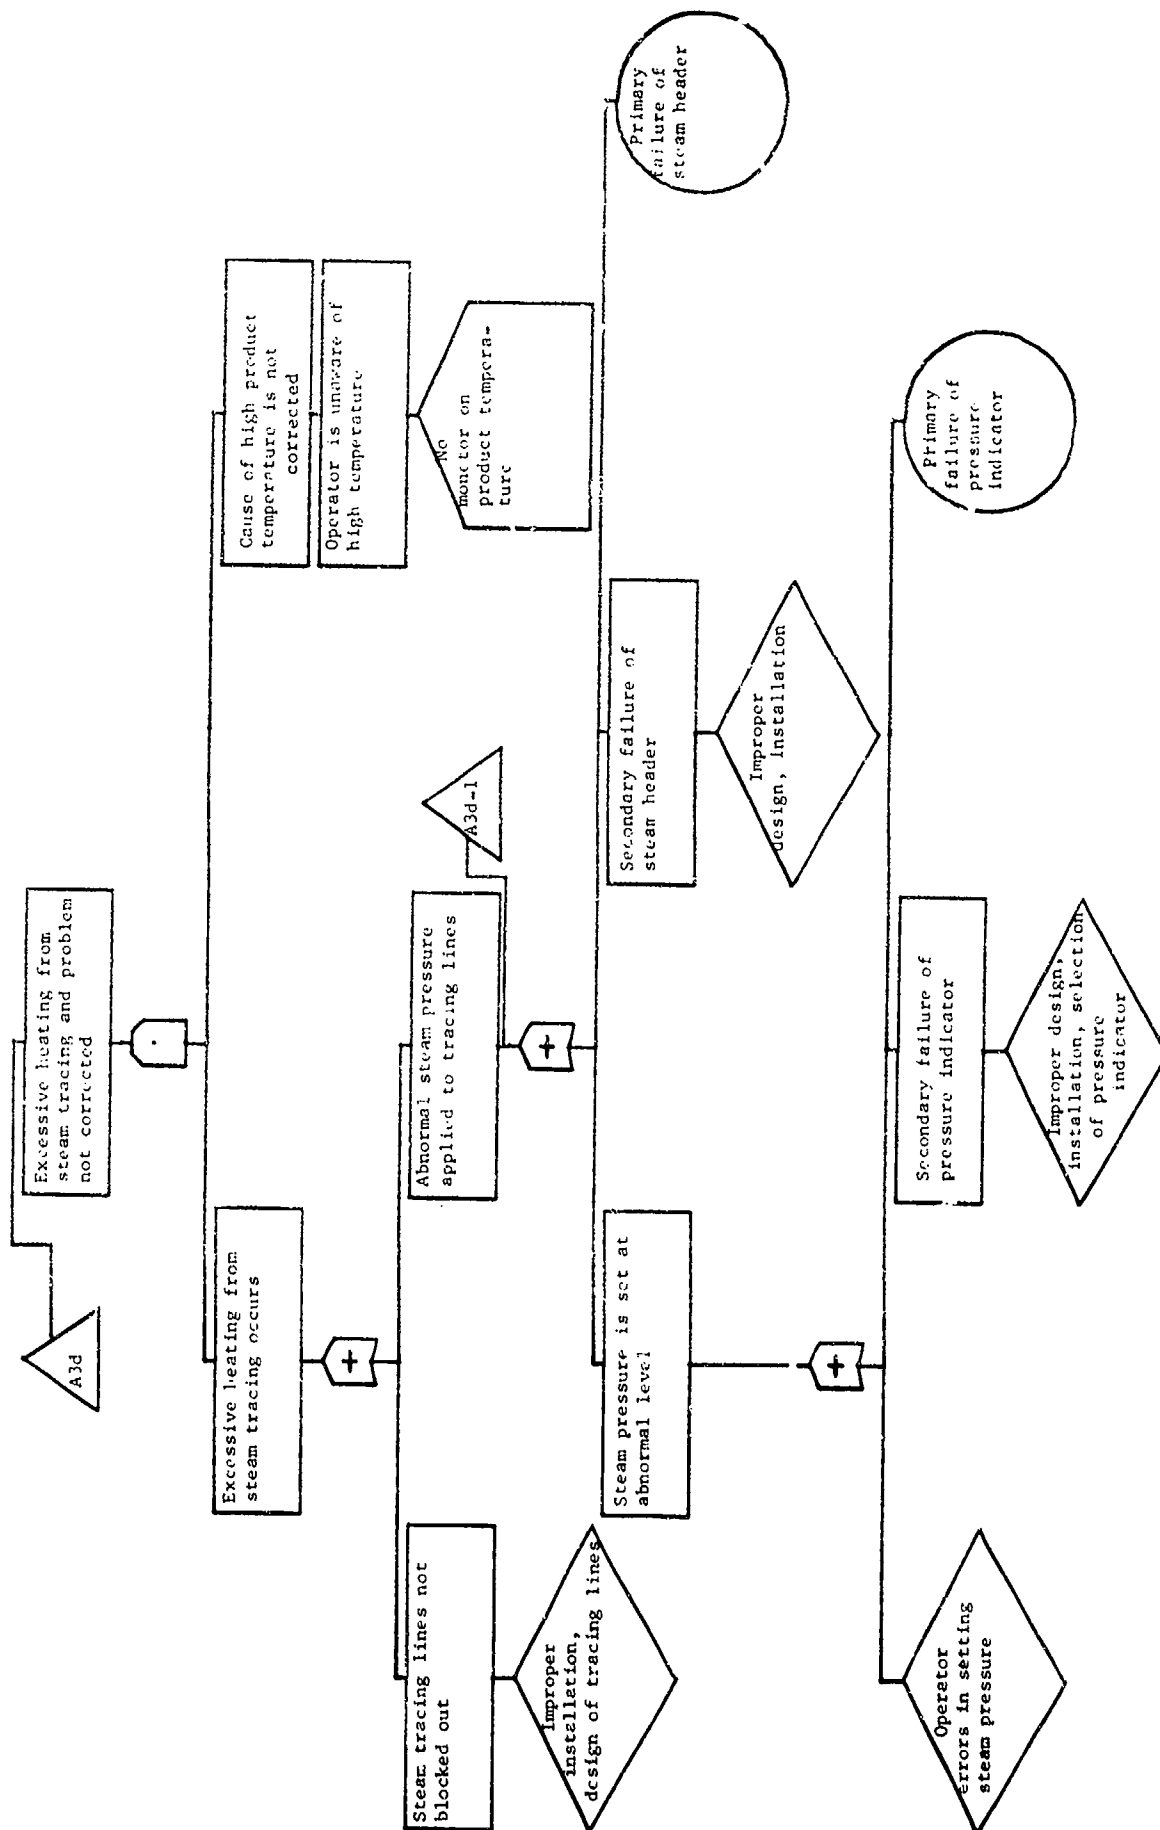 A3d
Excessive heating from
steam tracing and problem
not corrected
.
Excessive heating from
steam tracing occurs
Cause of high product
temperature is not
corrected
Operator is unaware of
high temperature
No
monitor on
product tempera-
ture
+
Steam tracing lines not
blocked out
Improper
installation,
design of tracing lines
Abnormal steam pressure
applied to tracing lines
A3d-1
+
Steam pressure is set at
abnormal level
Secondary failure of
steam header
Improper
design, installation
Primary
failure of
steam header
+
Operator
errors in setting
steam pressure
Secondary failure of
pressure indicator
Improper design,
installation, selection
of pressure
indicator
Primary
failure of
pressure
indicator